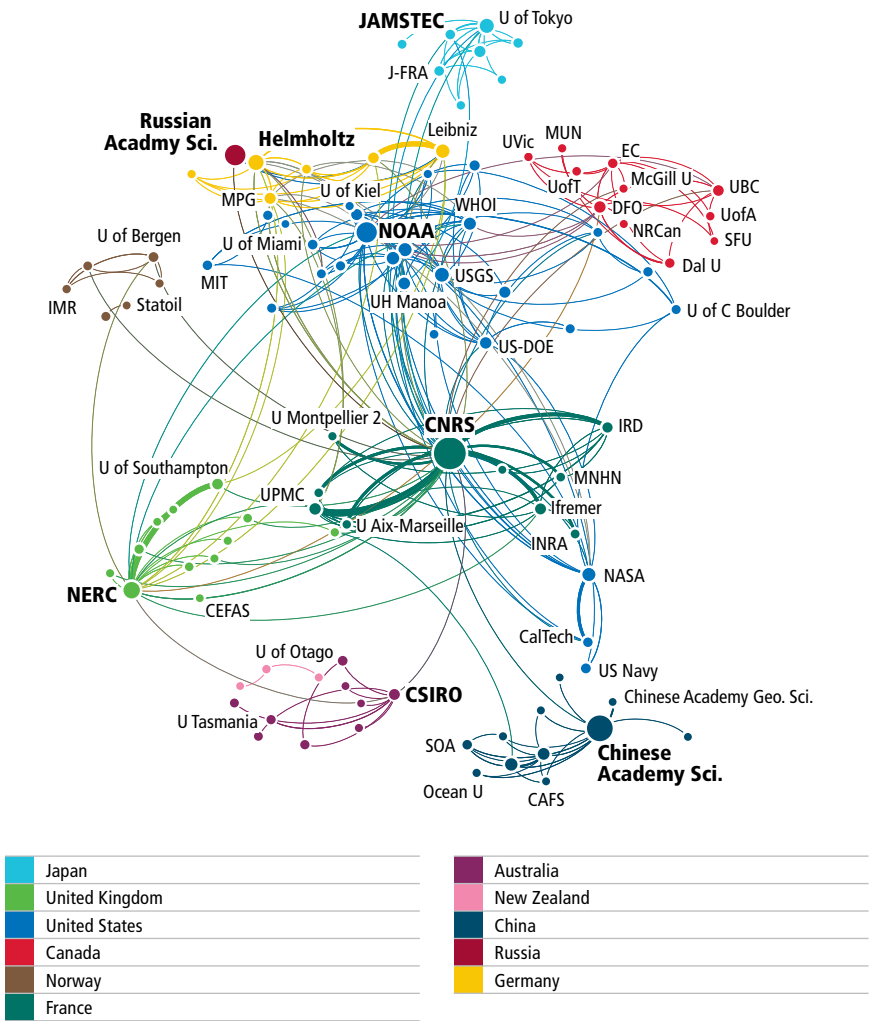 JAMSTEC
U of Tokyo
J-FRA
Russian
Acadmy Sci.
Helmholtz
Leibniz
UVic
MUN
EC
McGill U
UofT
UBC
MPG
U of Kiel
WHOI
DFO
UofA
NRCan
SFU
U of Bergen
U of Miami
NOAA
Dal U
MIT
USGS
IMR
Statoil
UH Manoa
U of C Boulder
US-DOE
U Montpellier 2
CNRS
IRD
U of Southampton
MNHN
UPMC
Ifremer
U Aix-Marseille
INRA
NASA
NERC
CEFAS
CalTech
U of Otago
US Navy
CSIRO
Chinese Academy Geo. Sci.
U Tasmania
SOA
Chinese
Academy Sci.
Ocean U
CAFS
Japan
United Kingdom
United States
Canada
Norway
France
Australia
New Zealand
China
Russia
Germany